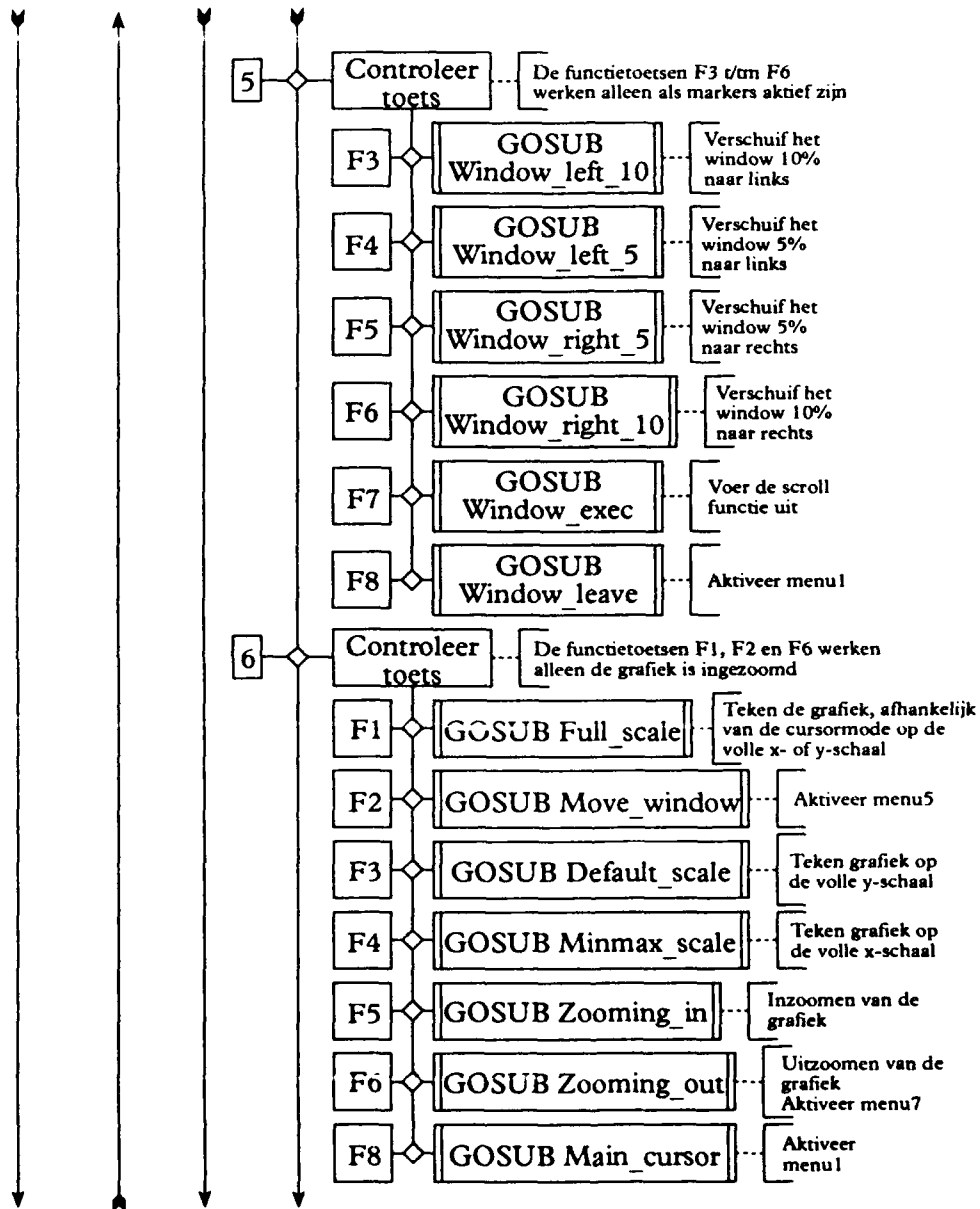 5
Controleer
toets
De functietoetsen F3 t/tm F6
werken alleen als markers aktief zijn
F3
GOSUB
Window_left_10
Verschuif het
window 10%
naar links
F4
GOSUB
Window_left_5
Verschuif het
window 5%
naar links
F5
GOSUB
Window_right_5
Verschuif het
window 5%
naar rechts
F6
GOSUB
Window_right_10
Verschuif het
window 10%
naar rechts
F7
GOSUB
Window_exec
Voer de scroll
functie uit
F8
GOSUB
Window_leave
Aktiveer menu1
6
Controleer
toets
De functietoetsen F1, F2 en F6 werken
alleen de grafiek is ingezoomd
F1
GOSUB Full_scale
Teken de grafiek, afhankelijk
van de cursormode op de
volle x- of y-schaal
F2
GOSUB Move_window
Aktiveer menu5
F3
GOSUB Default_scale
Teken grafiek op
de volle y-schaal
F4
GOSUB Minmax_scale
Teken grafiek op
de volle x-schaal
F5
GOSUB Zooming_in
Inzoomen van de
grafiek
F6
GOSUB Zooming_out
Uitzoomen van de
grafiek
Aktiveer menu7
F8
GOSUB Main_cursor
Aktiveer
menu1